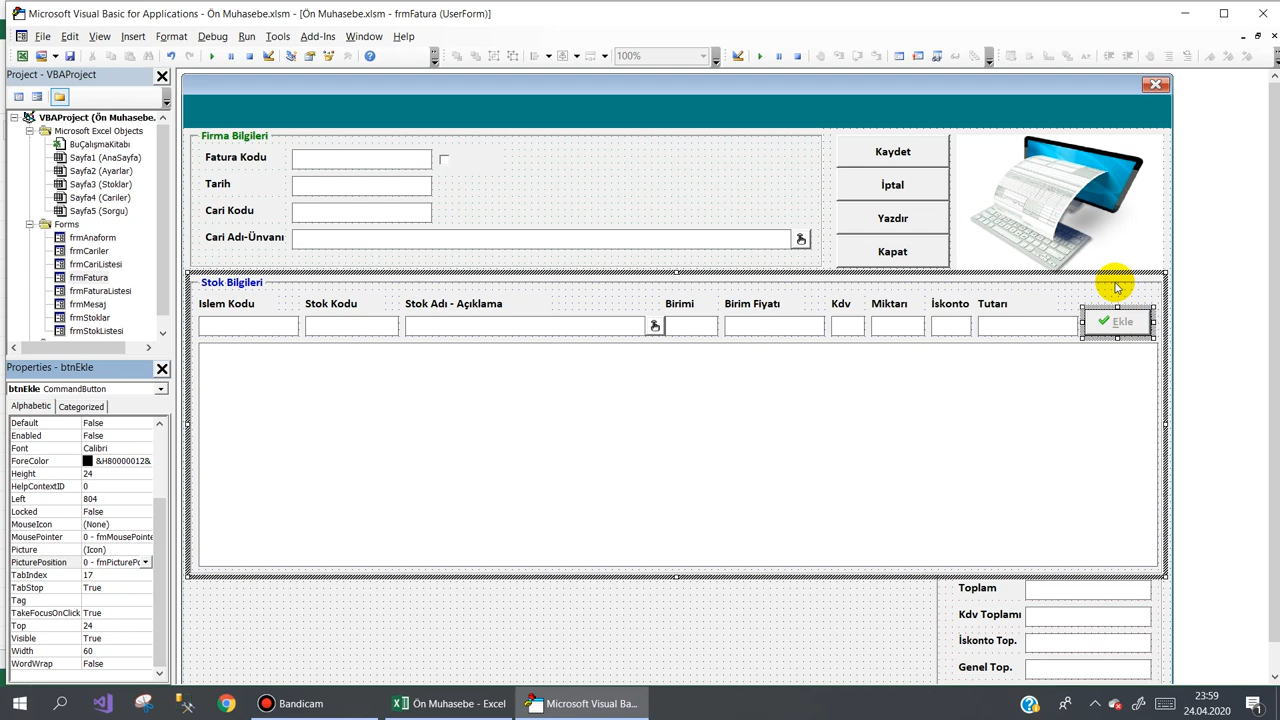 Microsoft Visual Basic for Applications - Ön Muhasebe.xlsm - [Ön Muhasebe.xlsm - frmFatura (UserForm)]
File Edit View Insert Format Debug Run Tools Add-Ins Window Help
100%
Project - VBAProject
VBAProject (Ön Muhasebe.
Microsoft Excel Objects
BuÇalışmaKitabı
Sayfa1 (AnaSayfa)
Sayfa2 (Ayarlar)
Sayfa3 (Stoklar)
Sayfa4 (Cariler)
Sayfa5 (Sorgu)
Forms
frmAnaform
frmCariler
frmCariListesi
frmFatura
frmFaturaListesi
frmMesaj
frmStoklar
frmStokListesi
Properties - btnEkle
btnEkle CommandButton
Alphabetic Categorized
Default False
Enabled False
Font Calibri
ForeColor &H80000012&
Height 24
HelpContextID 0
Left 804
Locked False
MouseIcon (None)
MousePointer 0 - fmMousePointe
Picture (Icon)
PicturePosition 0 - fmPicturePo
TabIndex 17
TabStop True
Tag
TakeFocusOnClick True
Top 24
Visible True
Width 60
WordWrap False
Firma Bilgileri
Fatura Kodu
Tarih
Cari Kodu
Cari Adı-Ünvanı
Kaydet
İptal
Yazdır
Kapat
Stok Bilgileri
Islem Kodu Stok Kodu Stok Adı - Açıklama Birimi Birim Fiyatı Kdv Miktarı İskonto Tutarı
Ekle
Toplam
Kdv Toplamı
İskonto Top.
Genel Top.
Bandicam
Ön Muhasebe - Excel
Microsoft Visual Ba...
23:59
24.04.2020
1